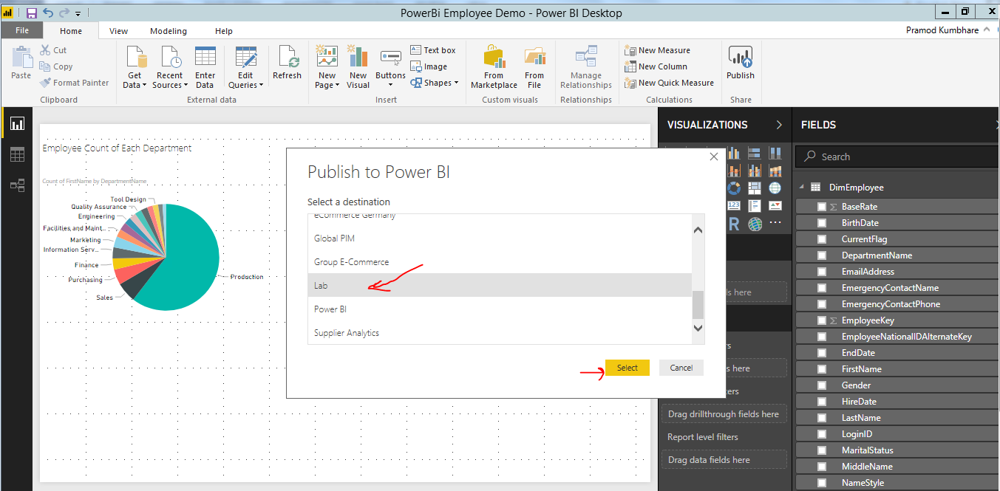 PowerBi Employee Demo - Power BI Desktop
File Home View Modeling Help
Pramod Kumbhare
Paste
Cut
Copy
Format Painter
Clipboard
Get Data
Recent Sources
Enter Data
Edit Queries
Refresh
External data
New Page
New Visual
Buttons
Text box
Image
Shapes
Insert
From Marketplace
From File
Custom visuals
Manage Relationships
Relationships
New Measure
New Column
New Quick Measure
Calculations
Publish
Share
Employee Count of Each Department
Count of FirstName by DepartmentName
Tool Design
Quality Assurance
Engineering
Facilities and Maint...
Marketing
Information Serv...
Finance
Purchasing
Sales
Production
Publish to Power BI
Select a destination
eCommerce Germany
Global PIM
Group E-Commerce
Lab
Power BI
Supplier Analytics
Select
Cancel
VISUALIZATIONS
123
R
ds here
rs
ds here
ters
Drag drillthrough fields here
Report level filters
Drag data fields here
FIELDS
Search
DimEmployee
Σ BaseRate
BirthDate
CurrentFlag
DepartmentName
EmailAddress
EmergencyContactName
EmergencyContactPhone
Σ EmployeeKey
EmployeeNationalIDAlternateKey
EndDate
FirstName
Gender
HireDate
LastName
LoginID
MaritalStatus
MiddleName
NameStyle